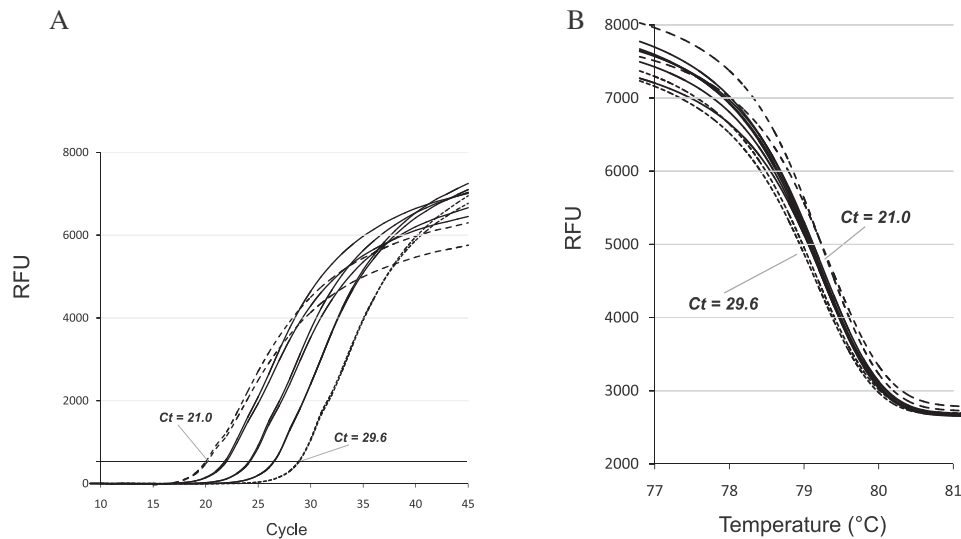 A
RFU
8000
6000
4000
2000
0
Ct = 21.0
Ct = 29.6
10 15 20 25 30 35 40 45
Cycle
B
RFU
8000
7000
6000
5000
4000
3000
2000
Ct = 21.0
Ct = 29.6
77 78 79 80 81
Temperature (°C)